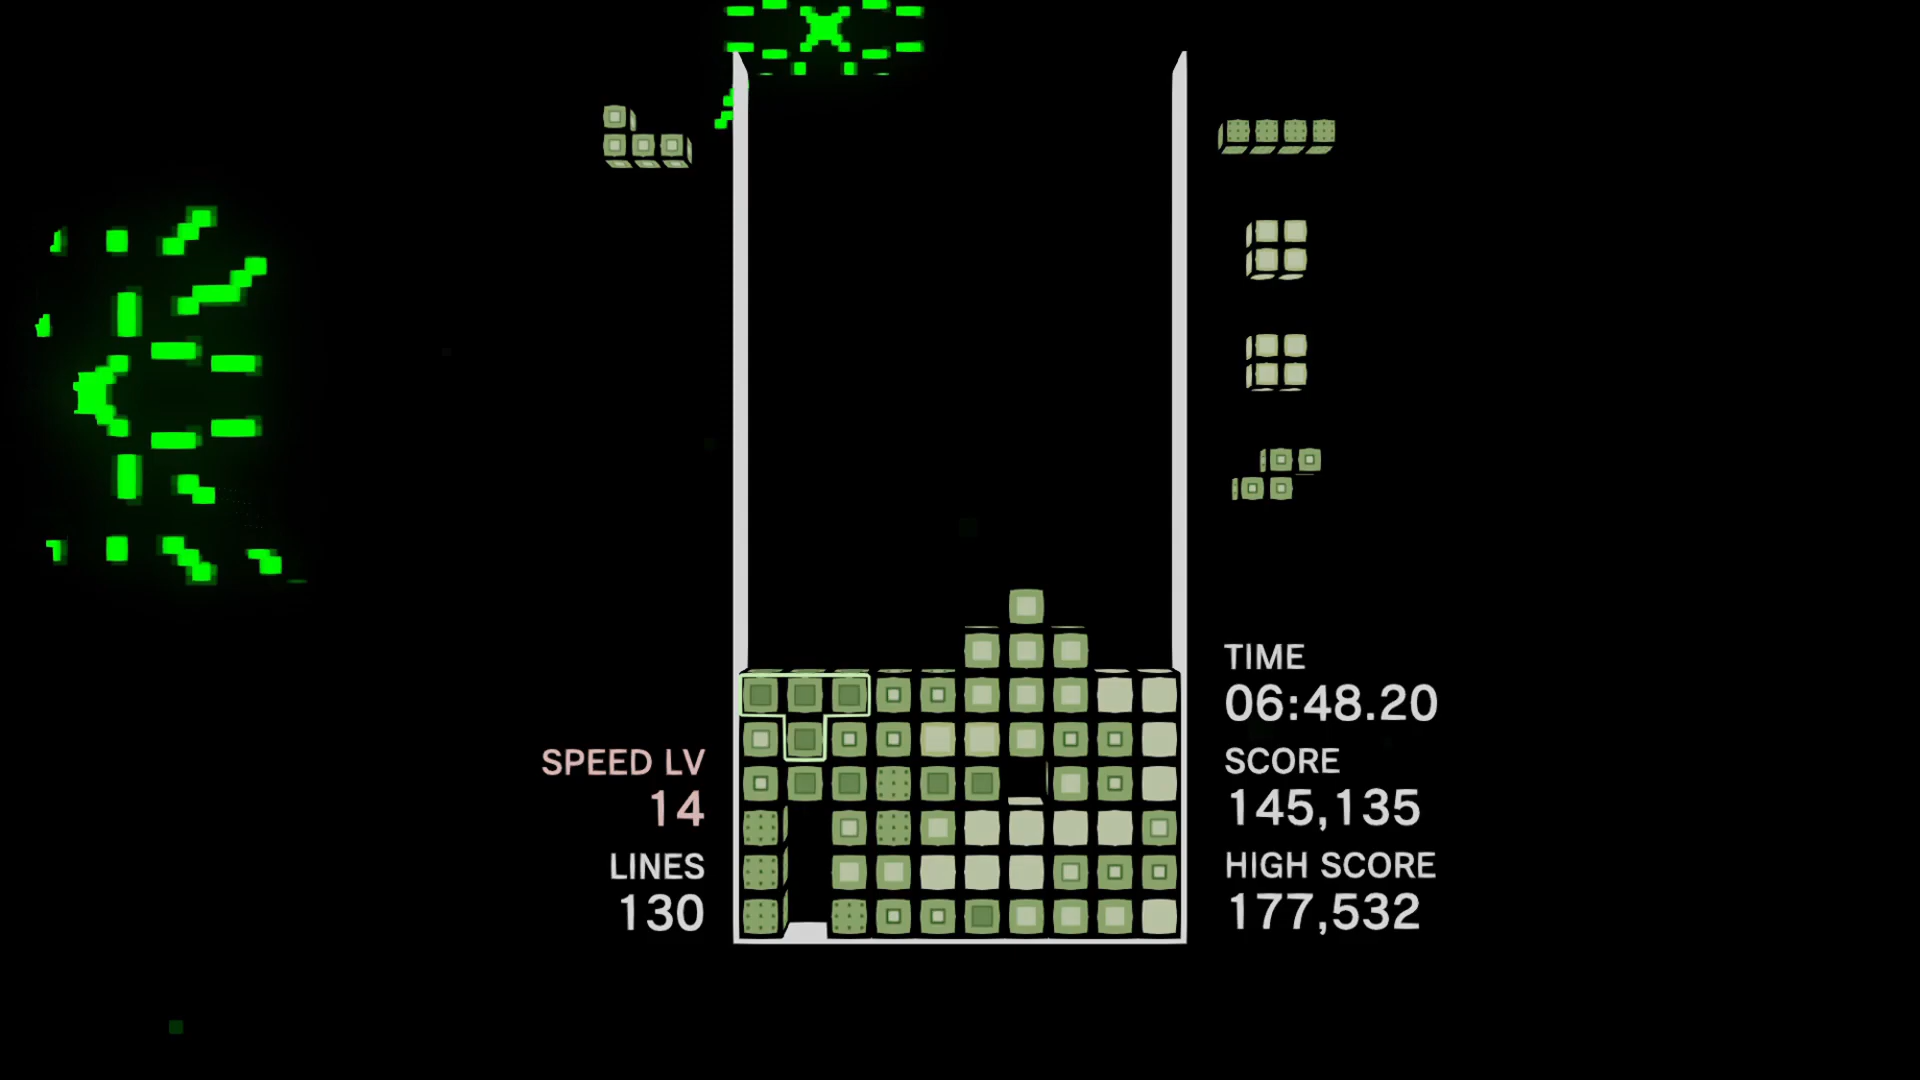 SPEED LV
14
LINES
130
TIME
06:48.20
SCORE
145,135
HIGH SCORE
177,532